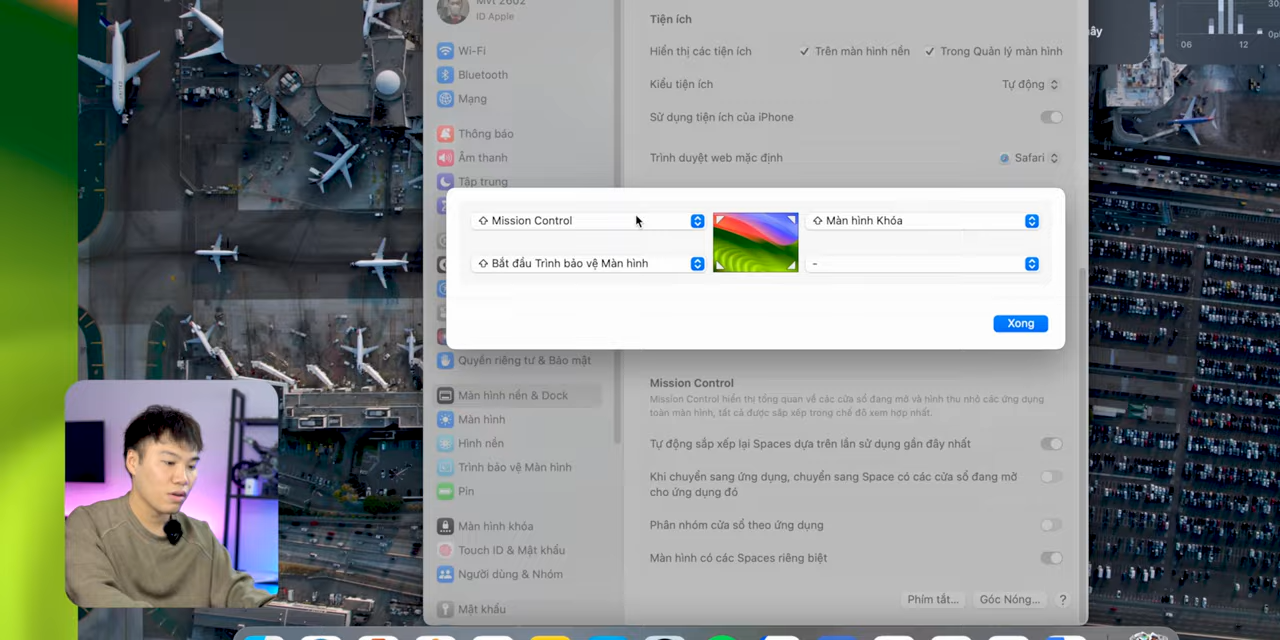 Mvt 2602
ID Apple
Wi-Fi
Bluetooth
Mạng
Thông báo
Âm thanh
Tập trung
Quyền riêng tư & Bảo mật
Màn hình nền & Dock
Màn hình
Hình nền
Trình bảo vệ Màn hình
Pin
Màn hình khóa
Touch ID & Mật khẩu
Người dùng & Nhóm
Mật khẩu
Tiện ích
Hiển thị các tiện ích ✓ Trên màn hình nền ✓ Trong Quản lý màn hình
Kiểu tiện ích Tự động
Sử dụng tiện ích của iPhone
Trình duyệt web mặc định Safari
⇧ Mission Control ⇧ Màn hình Khóa
⇧ Bắt đầu Trình bảo vệ Màn hình -
Xong
Mission Control
Mission Control hiển thị tổng quan về các cửa sổ đang mở và hình thu nhỏ các ứng dụng
toàn màn hình, tất cả được sắp xếp trong chế độ xem hợp nhất.
Tự động sắp xếp lại Spaces dựa trên lần sử dụng gần đây nhất
Khi chuyển sang ứng dụng, chuyển sang Space có các cửa sổ đang mở
cho ứng dụng đó
Phân nhóm cửa sổ theo ứng dụng
Màn hình có các Spaces riêng biệt
Phím tắt... Góc Nóng... ?
06 12